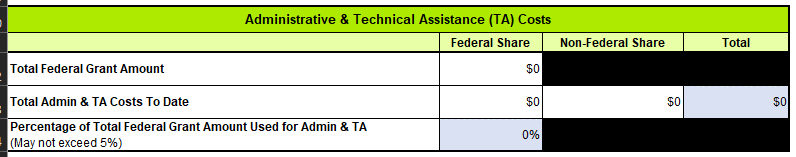 Administrative & Technical Assistance (TA) Costs
Federal Share Non-Federal Share Total
Total Federal Grant Amount $0
Total Admin & TA Costs To Date $0 $0 $0
Percentage of Total Federal Grant Amount Used for Admin & TA 0%
(May not exceed 5%)